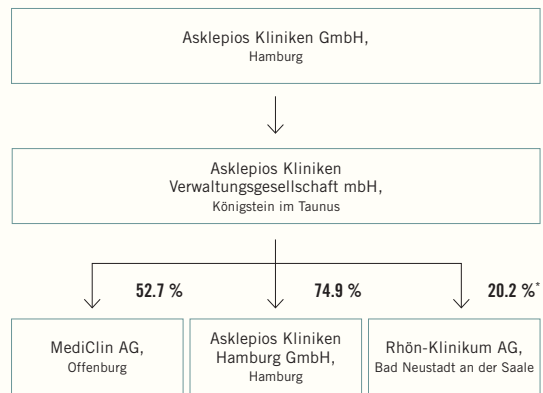 Asklepios Kliniken GmbH,
Hamburg
Asklepios Kliniken
Verwaltungsgesellschaft mbH,
Königstein im Taunus
52.7 %
74.9 %
20.2 %*
MediClin AG,
Offenburg
Asklepios Kliniken
Hamburg GmbH,
Hamburg
Rhön-Klinikum AG,
Bad Neustadt an der Saale